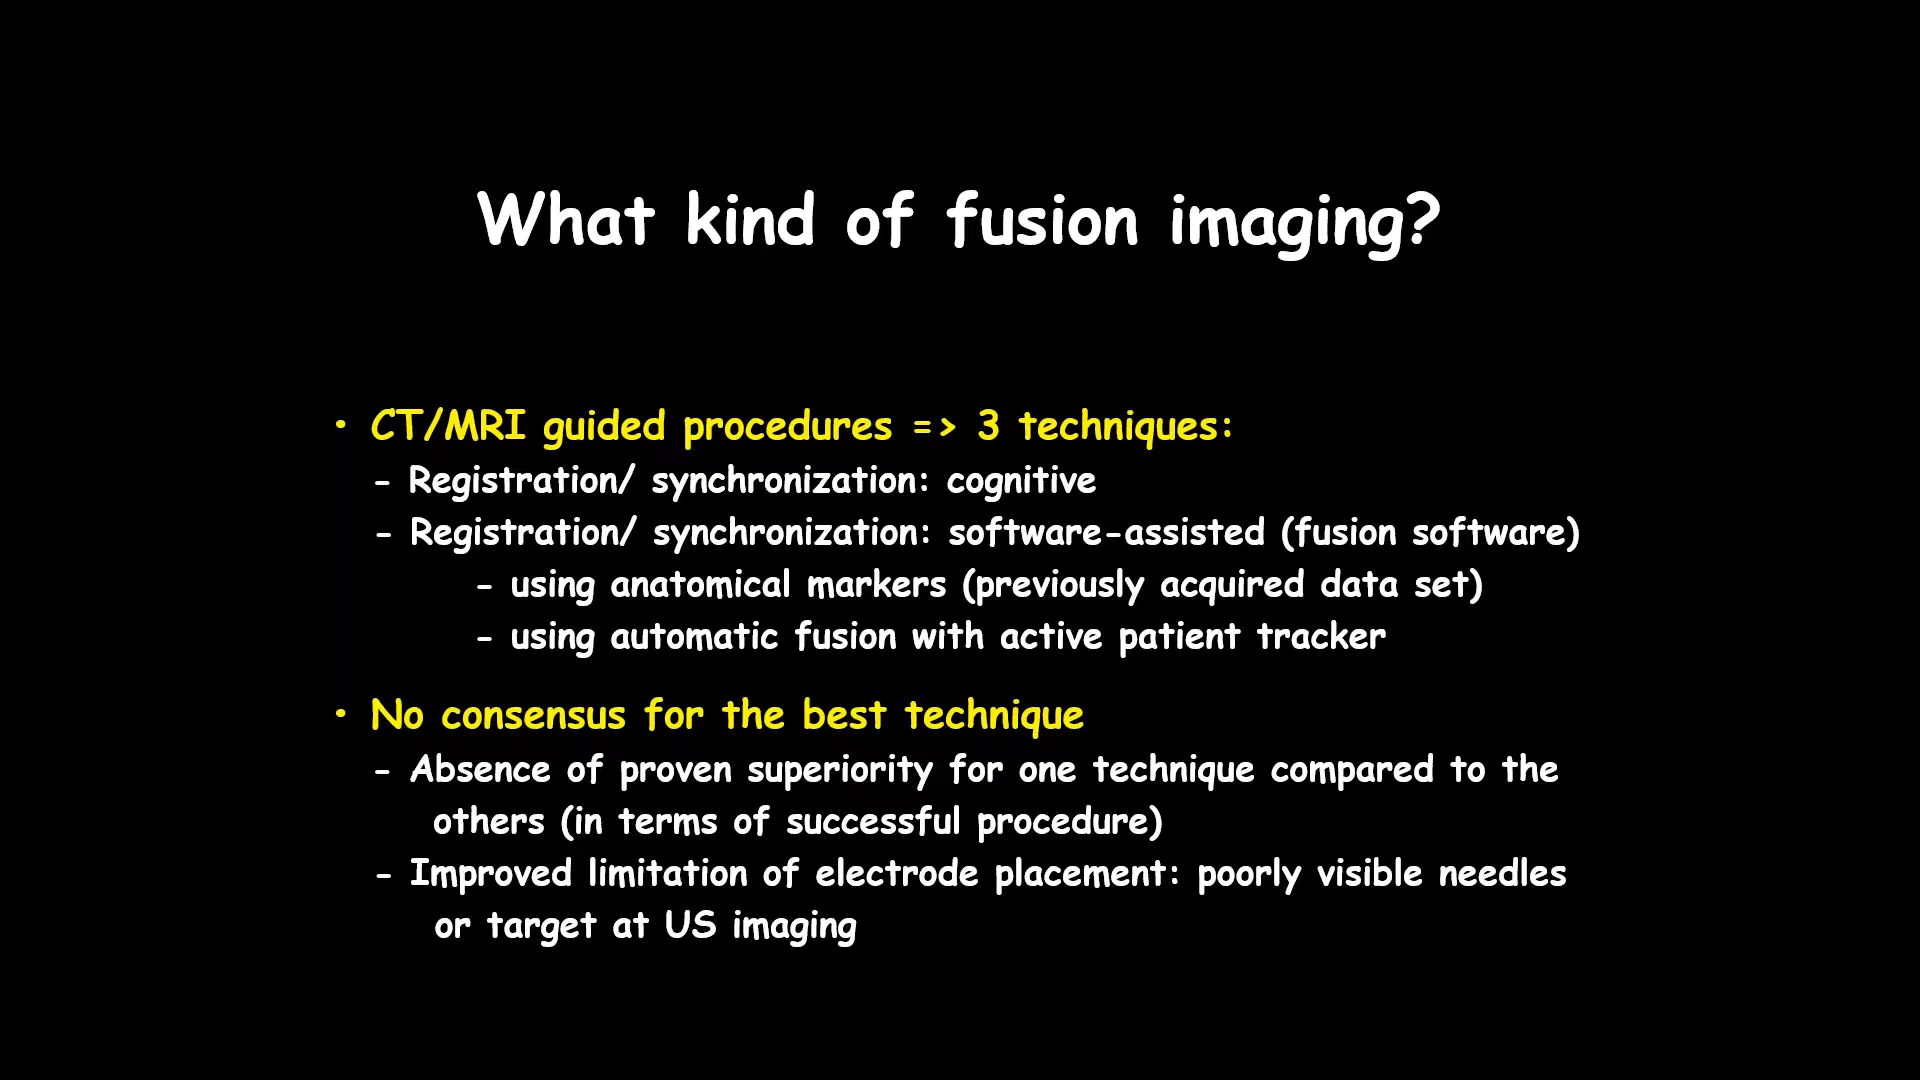 What kind of fusion imaging?
• CT/MRI guided procedures => 3 techniques:
- Registration/ synchronization: cognitive
- Registration/ synchronization: software-assisted (fusion software)
- using anatomical markers (previously acquired data set)
- using automatic fusion with active patient tracker
• No consensus for the best technique
- Absence of proven superiority for one technique compared to the
others (in terms of successful procedure)
- Improved limitation of electrode placement: poorly visible needles
or target at US imaging